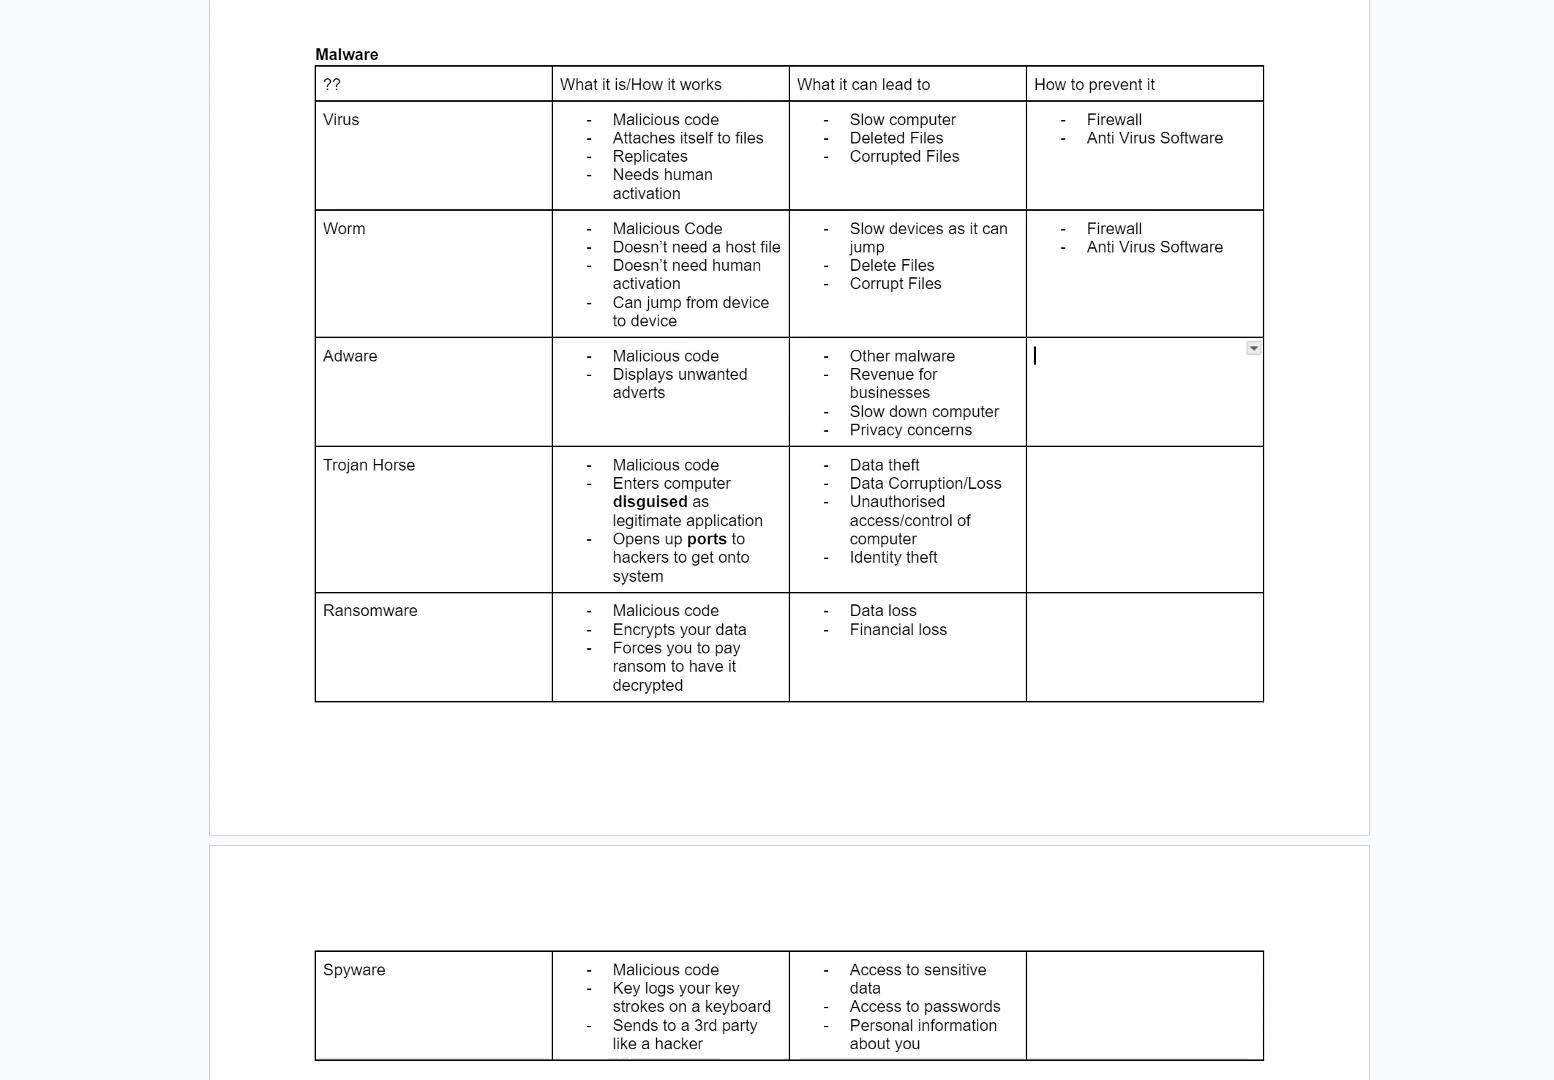 Malware
??
What it is/How it works
What it can lead to
How to prevent it
Virus
- Malicious code
- Attaches itself to files
- Replicates
- Needs human
activation
- Slow computer
- Deleted Files
- Corrupted Files
- Firewall
- Anti Virus Software
Worm
- Malicious Code
- Doesn’t need a host file
- Doesn’t need human
activation
- Can jump from device
to device
- Slow devices as it can
jump
- Delete Files
- Corrupt Files
- Firewall
- Anti Virus Software
Adware
- Malicious code
- Displays unwanted
adverts
- Other malware
- Revenue for
businesses
- Slow down computer
- Privacy concerns
Trojan Horse
- Malicious code
- Enters computer
disguised as
legitimate application
- Opens up ports to
hackers to get onto
system
- Data theft
- Data Corruption/Loss
- Unauthorised
access/control of
computer
- Identity theft
Ransomware
- Malicious code
- Encrypts your data
- Forces you to pay
ransom to have it
decrypted
- Data loss
- Financial loss
Spyware
- Malicious code
- Key logs your key
strokes on a keyboard
- Sends to a 3rd party
like a hacker
- Access to sensitive
data
- Access to passwords
- Personal information
about you